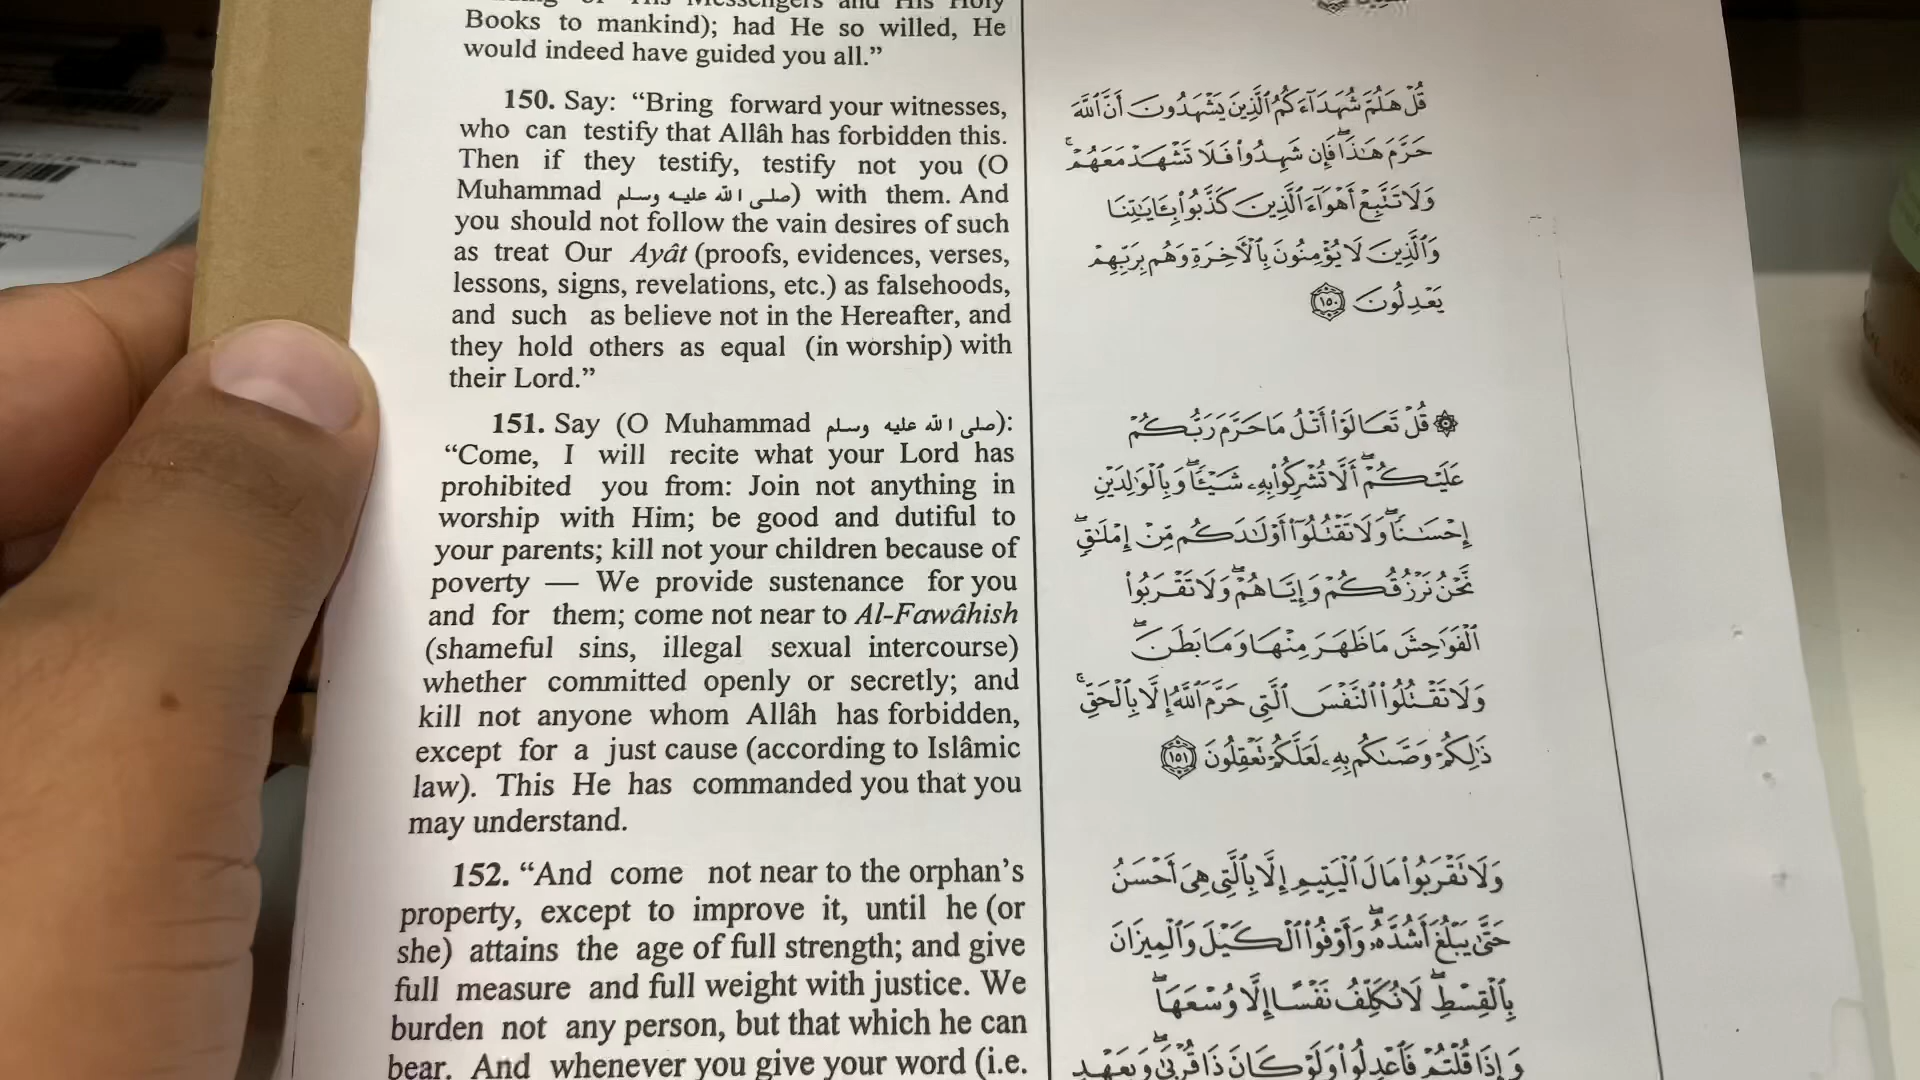 Books to mankind); had He so willed, He
would indeed have guided you all.”
150. Say: “Bring forward your witnesses,
who can testify that Allâh has forbidden this.
Then if they testify, testify not you (O
Muhammad صلى الله عليه وسلم) with them. And
you should not follow the vain desires of such
as treat Our Ayât (proofs, evidences, verses,
lessons, signs, revelations, etc.) as falsehoods,
and such as believe not in the Hereafter, and
they hold others as equal (in worship) with
their Lord.”
151. Say (O Muhammad صلى الله عليه وسلم):
“Come, I will recite what your Lord has
prohibited you from: Join not anything in
worship with Him; be good and dutiful to
your parents; kill not your children because of
poverty — We provide sustenance for you
and for them; come not near to Al-Fawâhish
(shameful sins, illegal sexual intercourse)
whether committed openly or secretly; and
kill not anyone whom Allâh has forbidden,
except for a just cause (according to Islâmic
law). This He has commanded you that you
may understand.
152. “And come not near to the orphan’s
property, except to improve it, until he (or
she) attains the age of full strength; and give
full measure and full weight with justice. We
burden not any person, but that which he can
bear. And whenever you give your word (i.e.
قُلْ هَلُمَّ شُهَدَآءَكُمُ ٱلَّذِينَ يَشْهَدُونَ أَنَّ ٱللَّهَ
حَرَّمَ هَـٰذَا ۖ فَإِن شَهِدُوا۟ فَلَا تَشْهَدْ مَعَهُمْ ۚ
وَلَا تَتَّبِعْ أَهْوَآءَ ٱلَّذِينَ كَذَّبُوا۟ بِـَٔايَـٰتِنَا
وَٱلَّذِينَ لَا يُؤْمِنُونَ بِٱلْـَٔاخِرَةِ وَهُم بِرَبِّهِمْ
يَعْدِلُونَ ١٥٠
۞ قُلْ تَعَالَوْا۟ أَتْلُ مَا حَرَّمَ رَبُّكُمْ
عَلَيْكُمْ ۖ أَلَّا تُشْرِكُوا۟ بِهِۦ شَيْـًٔا ۖ وَبِٱلْوَٰلِدَيْنِ
إِحْسَـٰنًا ۖ وَلَا تَقْتُلُوٓا۟ أَوْلَـٰدَكُم مِّنْ إِمْلَـٰقٍ ۖ
نَّحْنُ نَرْزُقُكُمْ وَإِيَّاهُمْ ۖ وَلَا تَقْرَبُوا۟
ٱلْفَوَٰحِشَ مَا ظَهَرَ مِنْهَا وَمَا بَطَنَ ۖ
وَلَا تَقْتُلُوا۟ ٱلنَّفْسَ ٱلَّتِى حَرَّمَ ٱللَّهُ إِلَّا بِٱلْحَقِّ ۚ
ذَٰلِكُمْ وَصَّىٰكُم بِهِۦ لَعَلَّكُمْ تَعْقِلُونَ ١٥١
وَلَا تَقْرَبُوا۟ مَالَ ٱلْيَتِيمِ إِلَّا بِٱلَّتِى هِىَ أَحْسَنُ
حَتَّىٰ يَبْلُغَ أَشُدَّهُۥ ۖ وَأَوْفُوا۟ ٱلْكَيْلَ وَٱلْمِيزَانَ
بِٱلْقِسْطِ ۖ لَا نُكَلِّفُ نَفْسًا إِلَّا وُسْعَهَا ۖ
وَإِذَا قُلْتُمْ فَٱعْدِلُوا۟ وَلَوْ كَانَ ذَا قُرْبَىٰ ۖ وَبِعَهْدِ